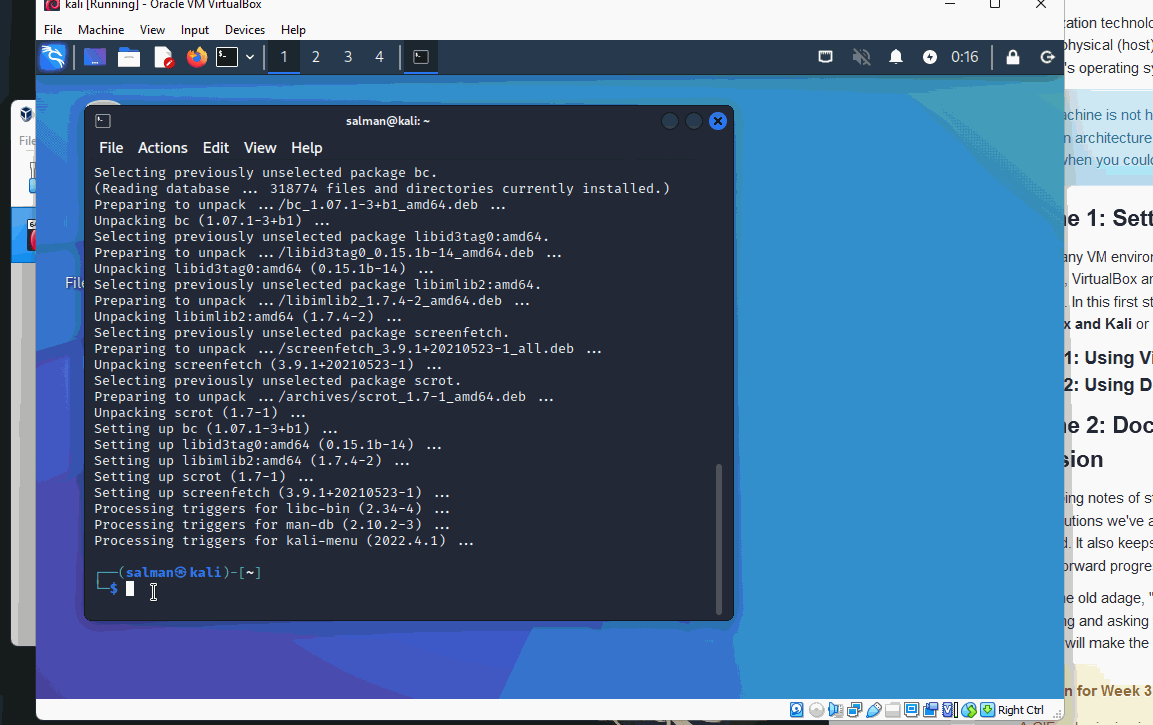 kali [Running] - Oracle VM VirtualBox
File Machine View Input Devices Help
1 2 3 4 0:16
salman@kali: ~
File Actions Edit View Help
Selecting previously unselected package bc.
(Reading database ... 318774 files and directories currently installed.)
Preparing to unpack .../bc_1.07.1-3+b1_amd64.deb ...
Unpacking bc (1.07.1-3+b1) ...
Selecting previously unselected package libid3tag0:amd64.
Preparing to unpack .../libid3tag0_0.15.1b-14_amd64.deb ...
Unpacking libid3tag0:amd64 (0.15.1b-14) ...
Selecting previously unselected package libimlib2:amd64.
Preparing to unpack .../libimlib2_1.7.4-2_amd64.deb ...
Unpacking libimlib2:amd64 (1.7.4-2) ...
Selecting previously unselected package screenfetch.
Preparing to unpack .../screenfetch_3.9.1+20210523-1_all.deb ...
Unpacking screenfetch (3.9.1+20210523-1) ...
Selecting previously unselected package scrot.
Preparing to unpack .../archives/scrot_1.7-1_amd64.deb ...
Unpacking scrot (1.7-1) ...
Setting up bc (1.07.1-3+b1) ...
Setting up libid3tag0:amd64 (0.15.1b-14) ...
Setting up libimlib2:amd64 (1.7.4-2) ...
Setting up scrot (1.7-1) ...
Setting up screenfetch (3.9.1+20210523-1) ...
Processing triggers for libc-bin (2.34-4) ...
Processing triggers for man-db (2.10.2-3) ...
Processing triggers for kali-menu (2022.4.1) ...
┌──(salman㉿kali)-[~]
└─$
Right Ctrl
File
File
zation technolo
physical (host)
's operating sy
achine is not h
n architecture
when you could
e 1: Sett
any VM enviror
, VirtualBox ar
. In this first st
x and Kali or
1: Using Vi
2: Using D
e 2: Doc
sion
ing notes of s
utions we've a
d. It also keeps
orward progre
e old adage, "
ng and asking
will make the
n for Week 3